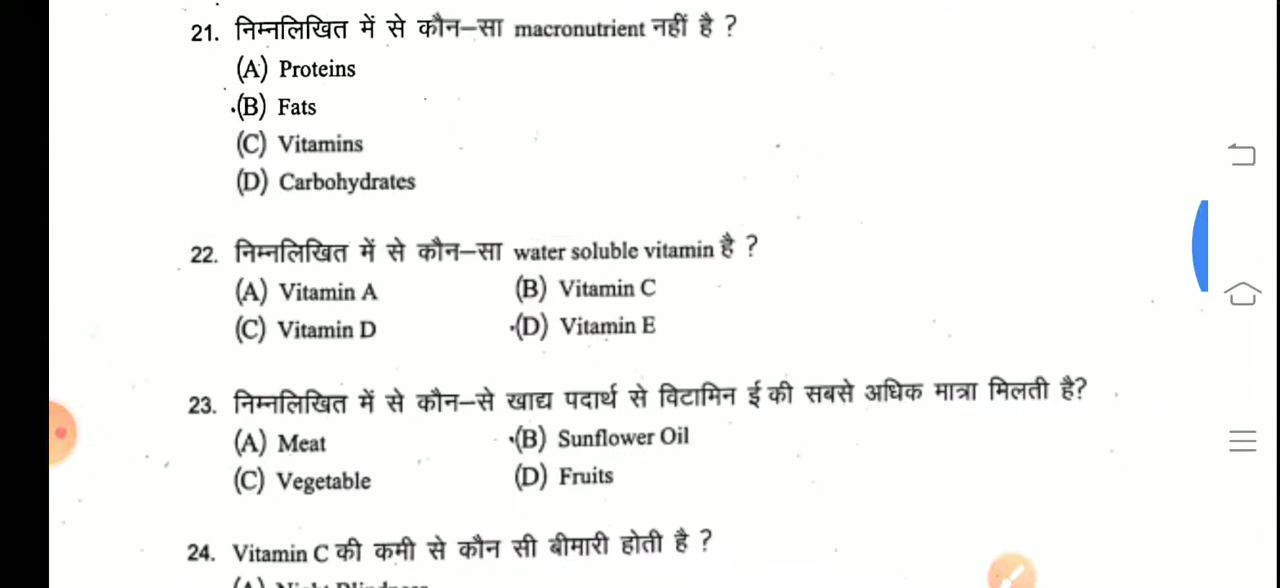 21. निम्नलिखित में से कौन–सा macronutrient नहीं है ?
(A) Proteins
(B) Fats
(C) Vitamins
(D) Carbohydrates
22. निम्नलिखित में से कौन–सा water soluble vitamin है ?
(A) Vitamin A (B) Vitamin C
(C) Vitamin D (D) Vitamin E
23. निम्नलिखित में से कौन–से खाद्य पदार्थ से विटामिन ई की सबसे अधिक मात्रा मिलती है?
(A) Meat (B) Sunflower Oil
(C) Vegetable (D) Fruits
24. Vitamin C की कमी से कौन सी बीमारी होती है ?